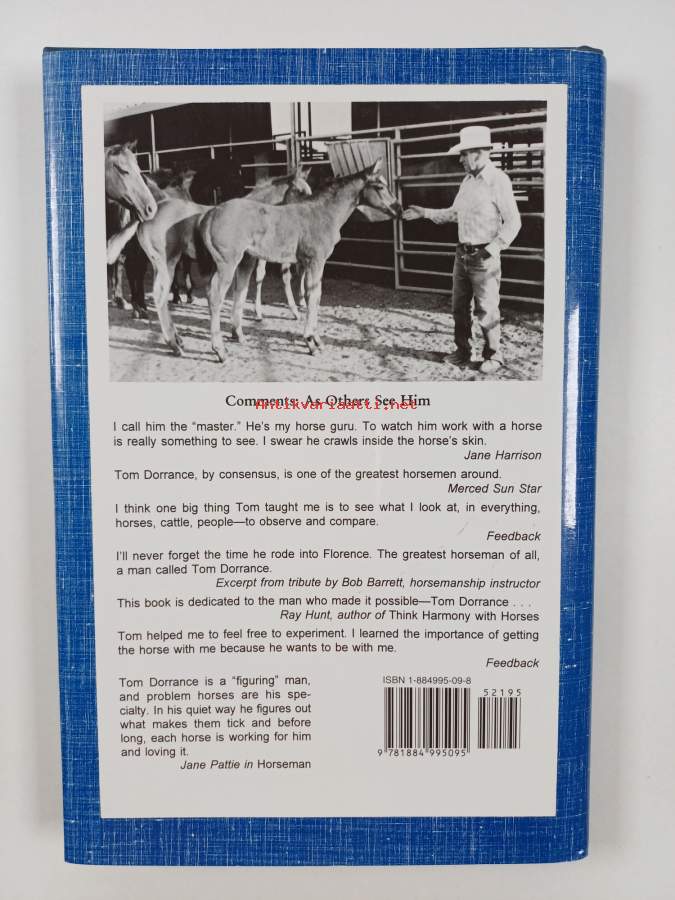 Comments: As Others See Him
Antikvariaatti.net
I call him the “master.” He's my horse guru. To watch him work with a horse
is really something to see. I swear he crawls inside the horse's skin.
Jane Harrison
Tom Dorrance, by consensus, is one of the greatest horsemen around.
Merced Sun Star
I think one big thing Tom taught me is to see what I look at, in everything,
horses, cattle, people—to observe and compare.
Feedback
I'll never forget the time he rode into Florence. The greatest horseman of all,
a man called Tom Dorrance.
Excerpt from tribute by Bob Barrett, horsemanship instructor
This book is dedicated to the man who made it possible—Tom Dorrance . . .
Ray Hunt, author of Think Harmony with Horses
Tom helped me to feel free to experiment. I learned the importance of getting
the horse with me because he wants to be with me.
Feedback
Tom Dorrance is a “figuring” man,
and problem horses are his spe-
cialty. In his quiet way he figures out
what makes them tick and before
long, each horse is working for him
and loving it.
Jane Pattie in Horseman
ISBN 1-884995-09-8
52195
9 781884 995095